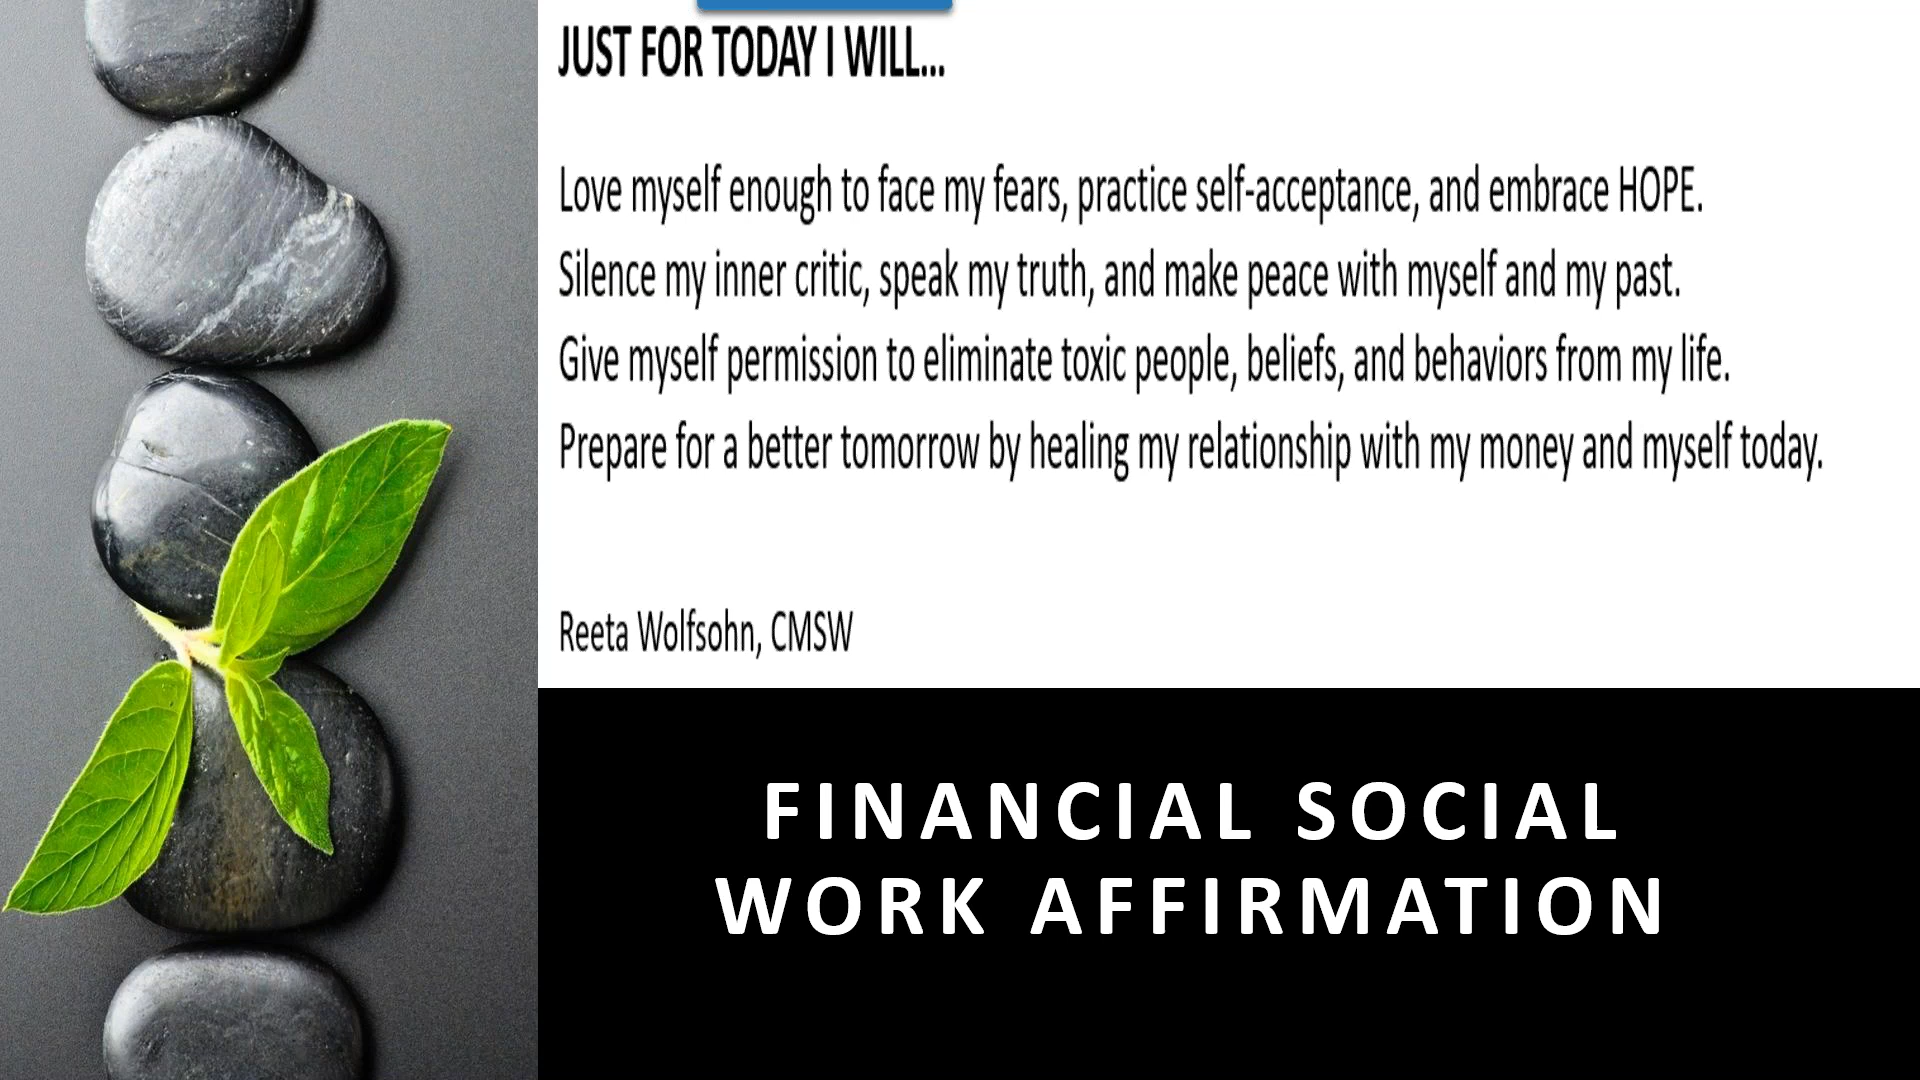 JUST FOR TODAY I WILL...
Love myself enough to face my fears, practice self-acceptance, and embrace HOPE.
Silence my inner critic, speak my truth, and make peace with myself and my past.
Give myself permission to eliminate toxic people, beliefs, and behaviors from my life.
Prepare for a better tomorrow by healing my relationship with my money and myself today.
Reeta Wolfsohn, CMSW
FINANCIAL SOCIAL
WORK AFFIRMATION